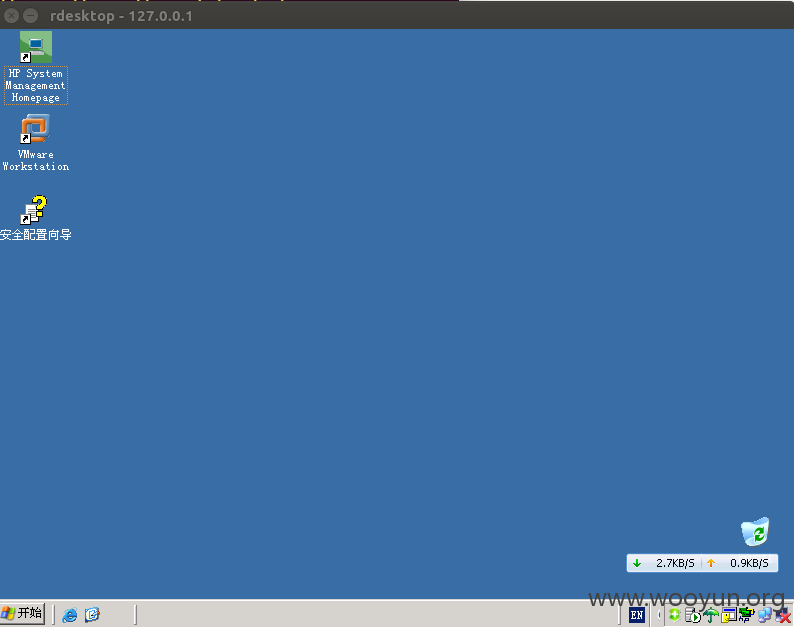 rdesktop - 127.0.0.1
HP System
Management
Homepage
VMware
Workstation
安全配置向导
2.7KB/S
0.9KB/S
www.wooyun.org
开始
EN